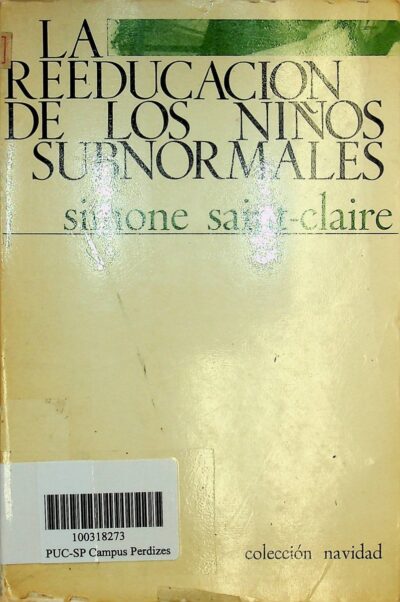 LA
REEDUCACION
DE LOS NIÑOS
SUBNORMALES
simone saint-claire
100318273
PUC-SP Campus Perdizes
colección navidad